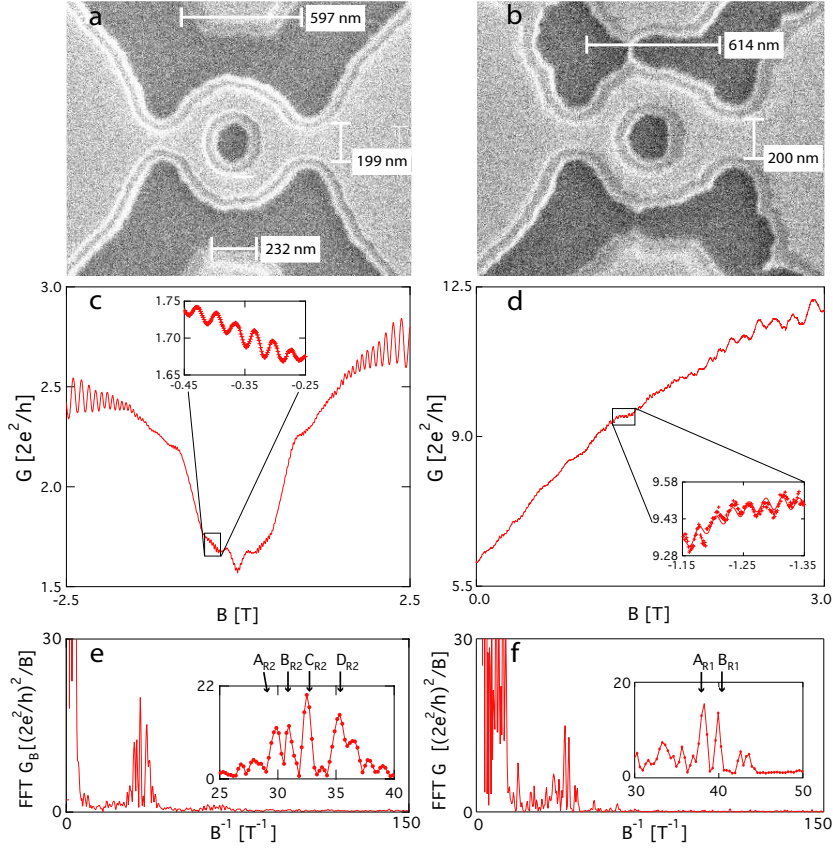 a
597 nm
199 nm
232 nm
b
614 nm
200 nm
c
3.0
2.5
2.0
1.5
G [2e²/h]
-2.5
2.5
B [T]
1.75
1.70
1.65
-0.45
-0.35
-0.25
d
12.5
9.0
5.5
G [2e²/h]
0.0
3.0
B [T]
9.58
9.43
9.28
-1.15
-1.25
-1.35
e
30
0
FFT G_B [(2e²/h)²/B]
0
150
B⁻¹ [T⁻¹]
A_R2 B_R2 C_R2 D_R2
22
0
25
30
35
40
f
30
0
FFT G [(2e²/h)²/B]
0
150
B⁻¹ [T⁻¹]
A_R1 B_R1
20
0
30
40
50